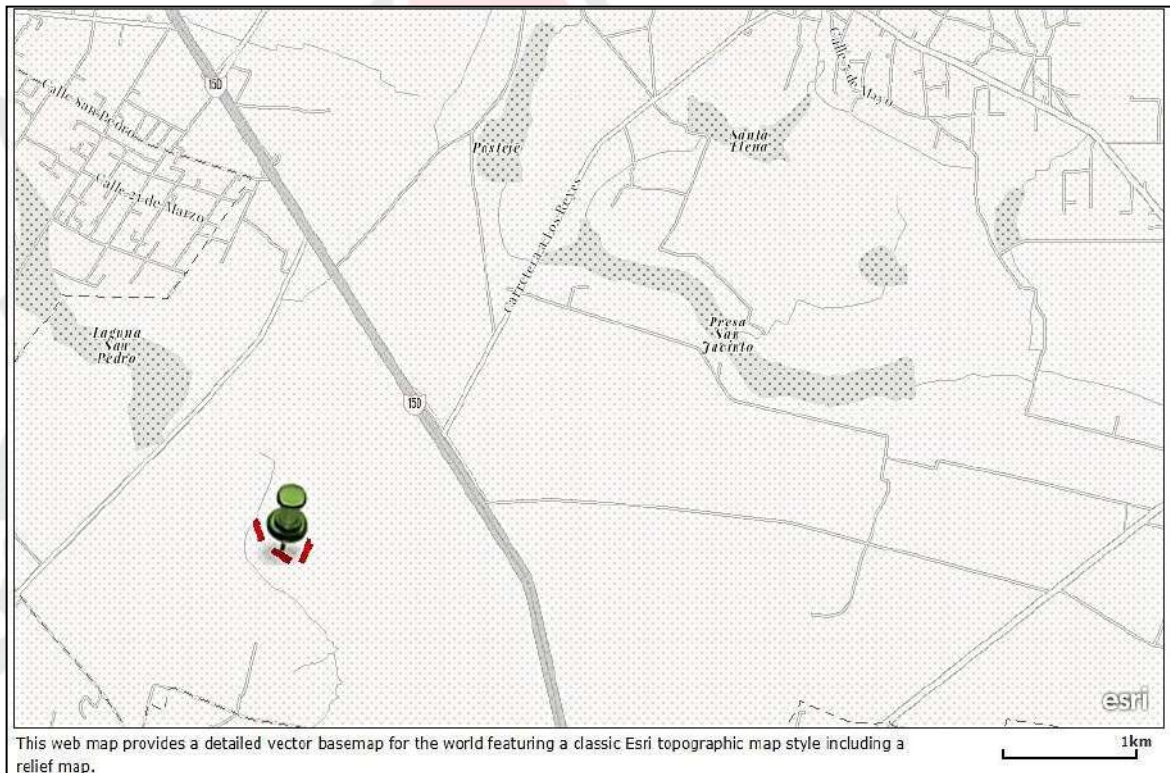 15D
Calle San Pedro
Calle 21 de Marzo
Calle 5 de Mayo
Posteje
Santa
Elena
Carretera a Los Reyes
Laguna
San
Pedro
Presa
San
Jacinto
15D
esri
This web map provides a detailed vector basemap for the world featuring a classic Esri topographic map style including a
relief map.
1km